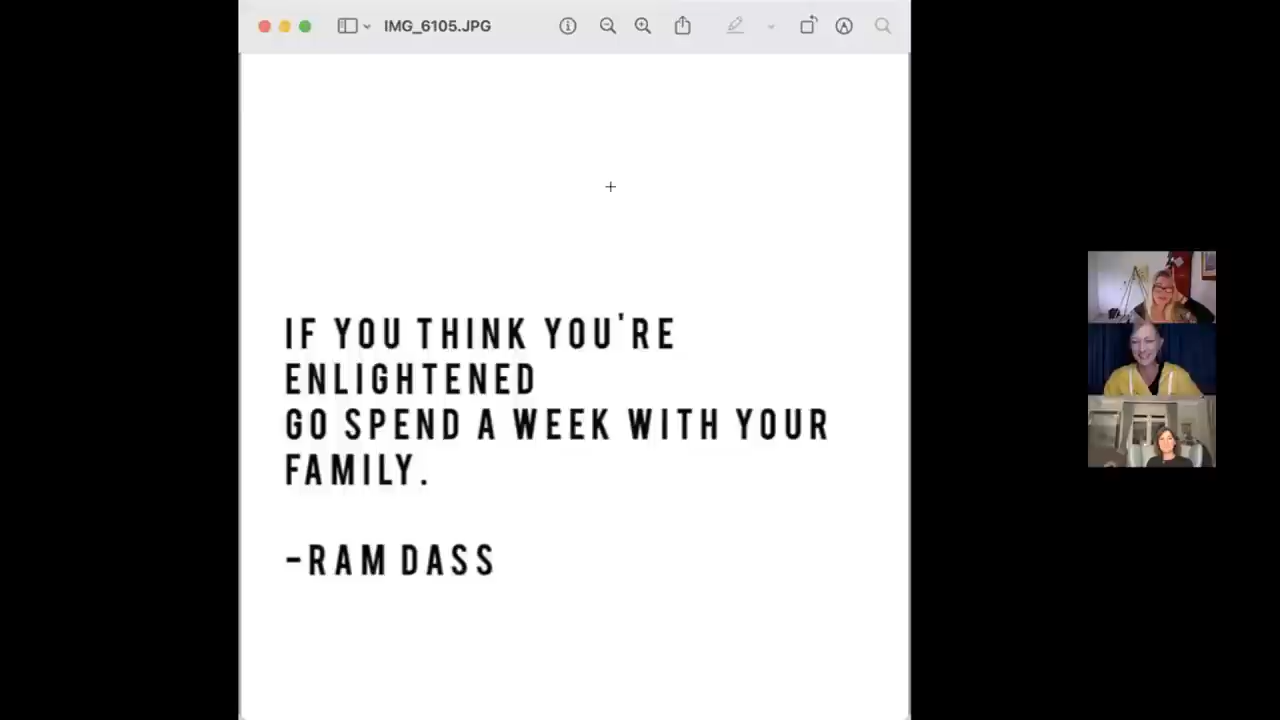 IMG_6105.JPG
IF YOU THINK YOU'RE
ENLIGHTENED
GO SPEND A WEEK WITH YOUR
FAMILY.
-RAM DASS